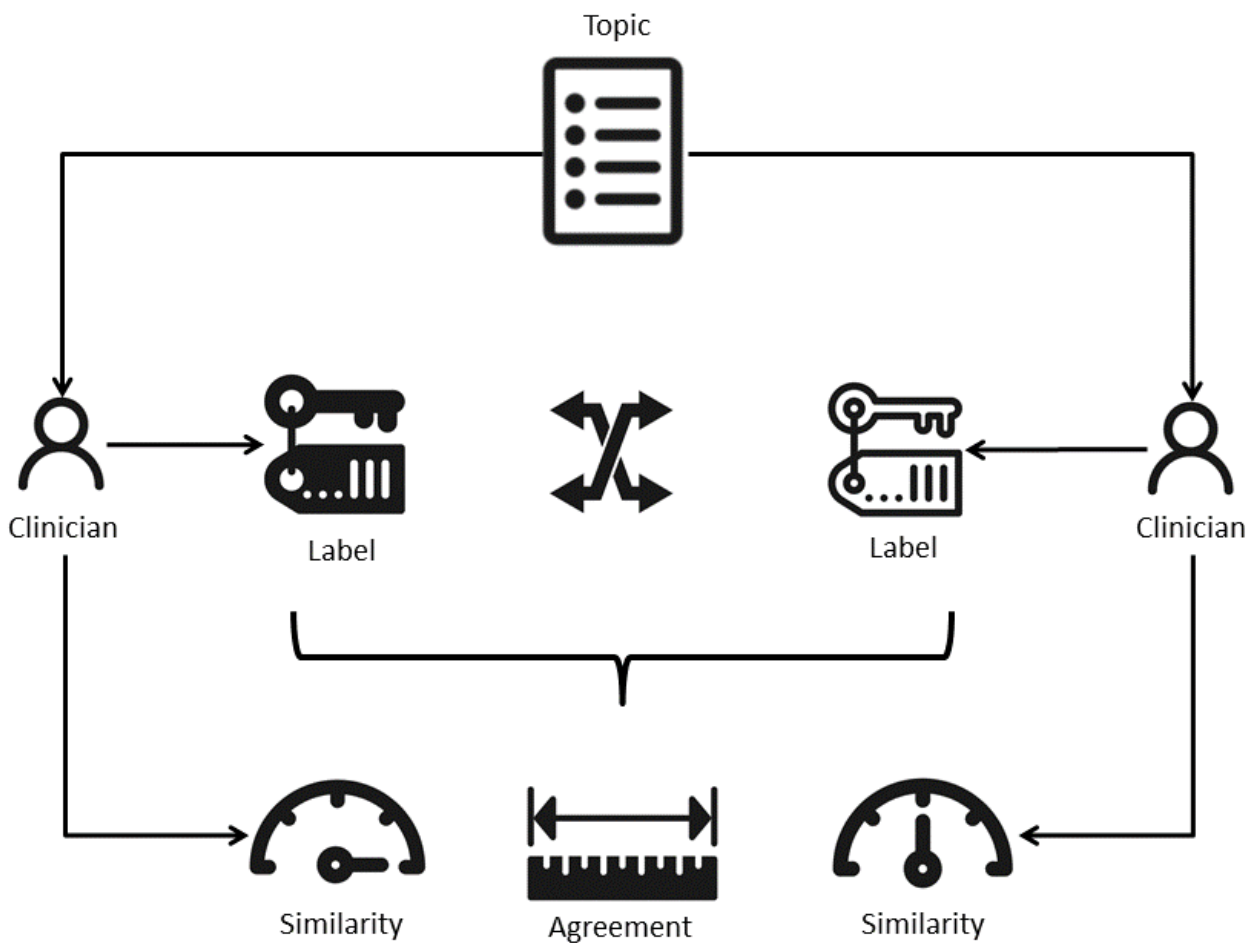 Topic
Clinician
Label
Label
Clinician
Similarity
Agreement
Similarity